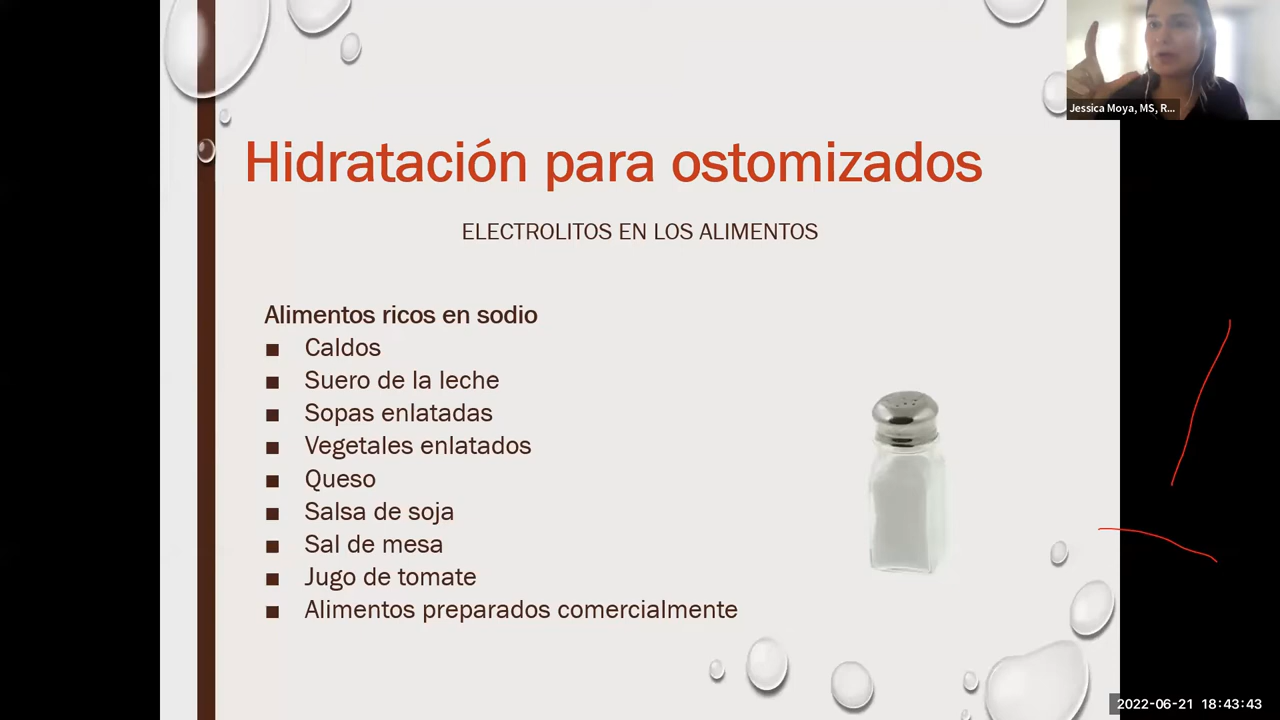 Jessica Moya, MS, R...
Hidratación para ostomizados
ELECTROLITOS EN LOS ALIMENTOS
Alimentos ricos en sodio
■ Caldos
■ Suero de la leche
■ Sopas enlatadas
■ Vegetales enlatados
■ Queso
■ Salsa de soja
■ Sal de mesa
■ Jugo de tomate
■ Alimentos preparados comercialmente
2022-06-21 18:43:43